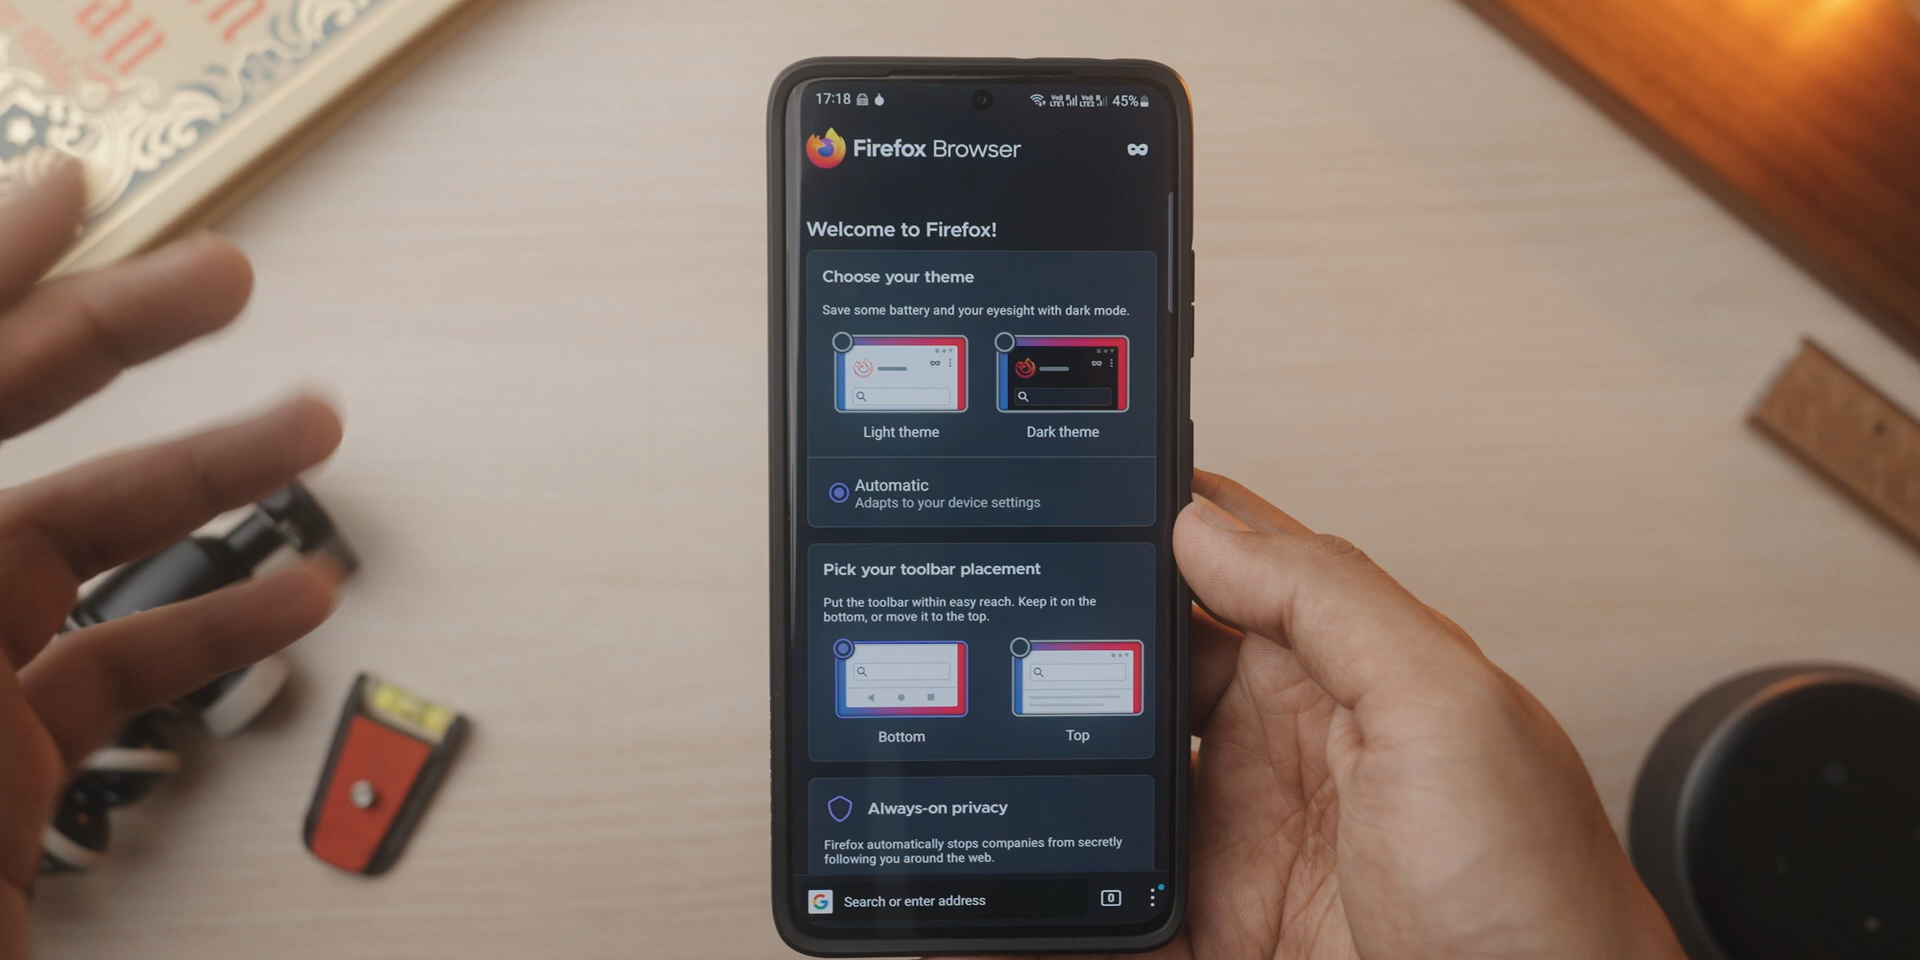 17:18
45%
Firefox Browser
Welcome to Firefox!
Choose your theme
Save some battery and your eyesight with dark mode.
Light theme
Dark theme
Automatic
Adapts to your device settings
Pick your toolbar placement
Put the toolbar within easy reach. Keep it on the
bottom, or move it to the top.
Bottom
Top
Always-on privacy
Firefox automatically stops companies from secretly
following you around the web.
G
Search or enter address
0